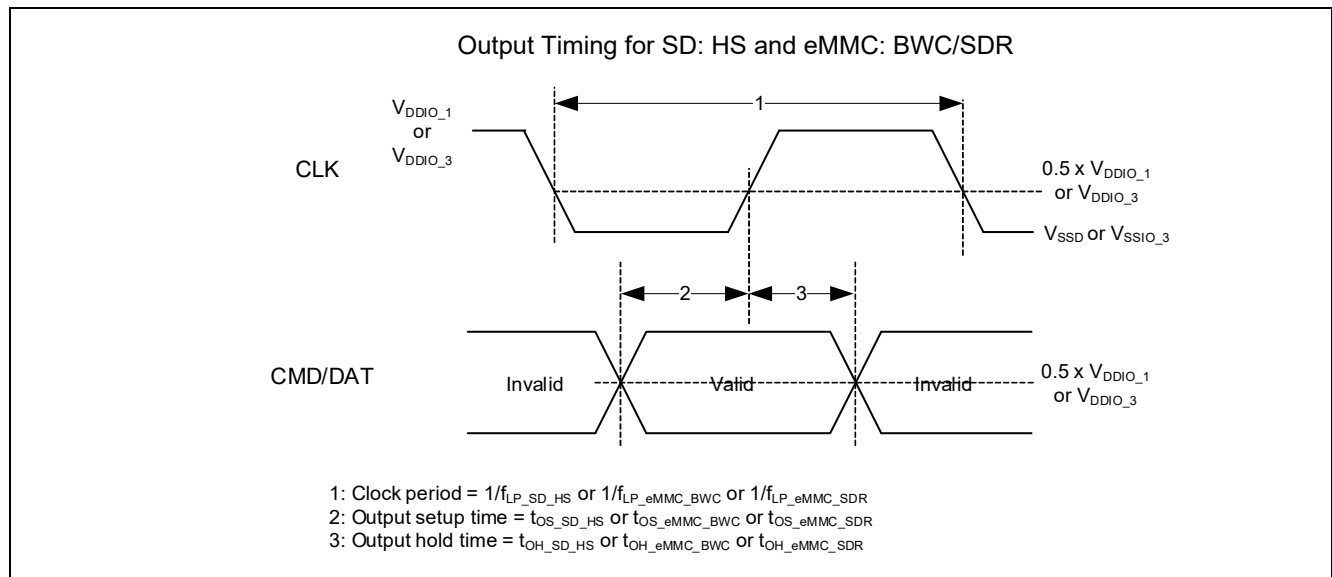 Output Timing for SD: HS and eMMC: BWC/SDR
1
VDDIO_1
or
VDDIO_3
CLK
0.5 x VDDIO_1
or VDDIO_3
VSSD or VSSIO_3
2
3
CMD/DAT
Invalid
Valid
Invalid
0.5 x VDDIO_1
or VDDIO_3
1: Clock period = 1/fLP_SD_HS or 1/fLP_eMMC_BWC or 1/fLP_eMMC_SDR
2: Output setup time = tOS_SD_HS or tOS_eMMC_BWC or tOS_eMMC_SDR
3: Output hold time = tOH_SD_HS or tOH_eMMC_BWC or tOH_eMMC_SDR